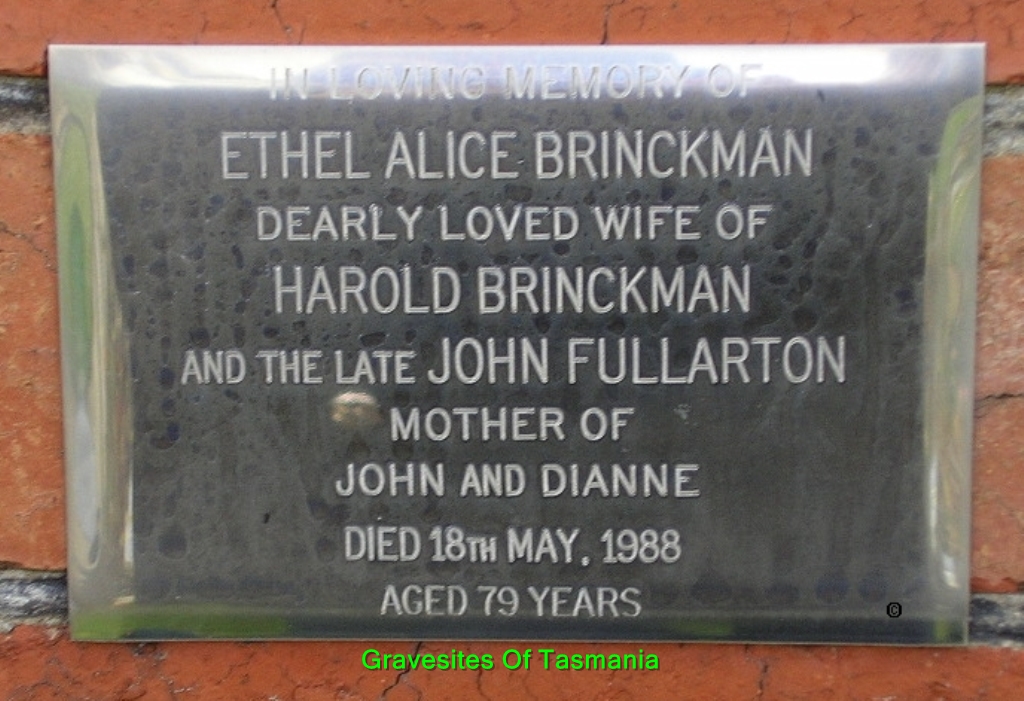 IN LOVING MEMORY OF
ETHEL ALICE BRINCKMAN
DEARLY LOVED WIFE OF
HAROLD BRINCKMAN
AND THE LATE JOHN FULLARTON
MOTHER OF
JOHN AND DIANNE
DIED 18TH MAY, 1988
AGED 79 YEARS
©
Gravesites Of Tasmania